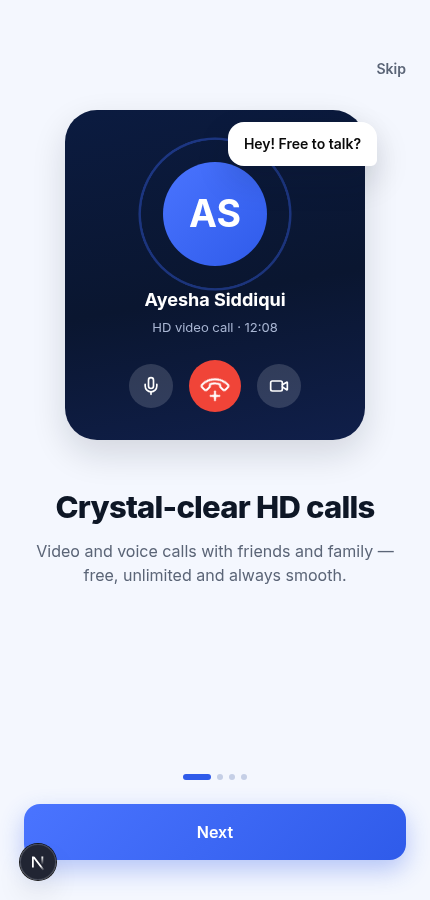 Skip
Hey! Free to talk?
AS
Ayesha Siddiqui
HD video call · 12:08
Crystal-clear HD calls
Video and voice calls with friends and family —
free, unlimited and always smooth.
Next
N